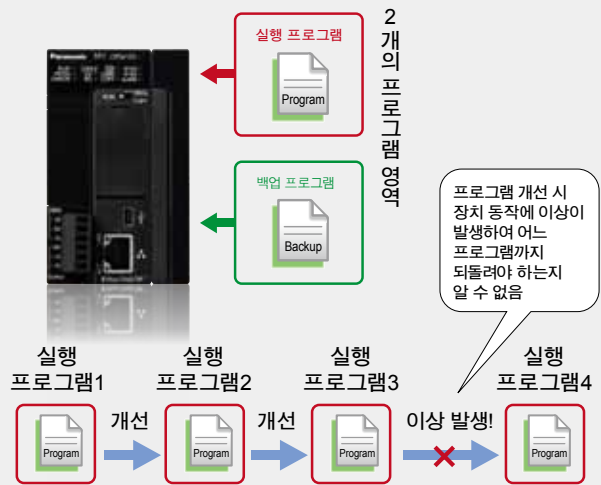 Panasonic
실행 프로그램
Program
백업 프로그램
Backup
2개의 프로그램 영역
프로그램 개선 시
장치 동작에 이상이
발생하여 어느
프로그램까지
되돌려야 하는지
알 수 없음
실행
프로그램1
실행
프로그램2
실행
프로그램3
실행
프로그램4
Program
개선
Program
개선
Program
이상 발생!
Program